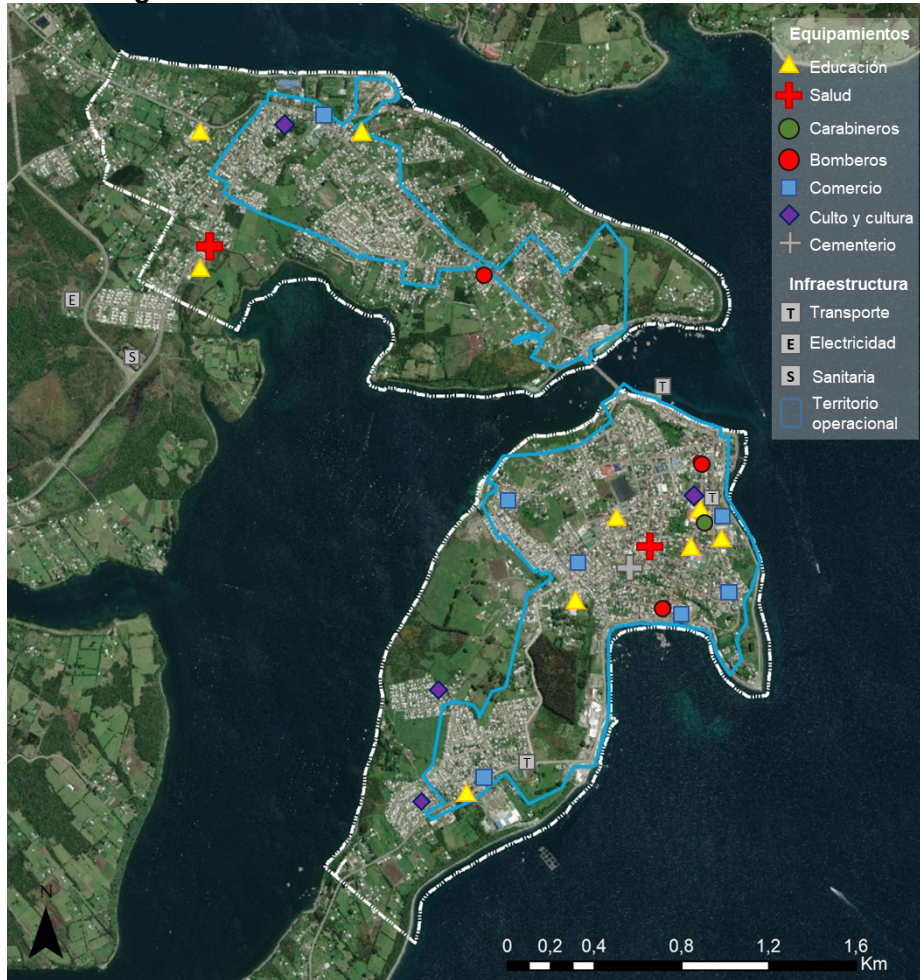 Equipamientos
Educación
Salud
Carabineros
Bomberos
Comercio
Culto y cultura
Cementerio
Infraestructura
T Transporte
E Electricidad
S Sanitaria
Territorio
operacional
E
S
T
T
T
N
0 0,2 0,4 0,8 1,2 1,6
Km